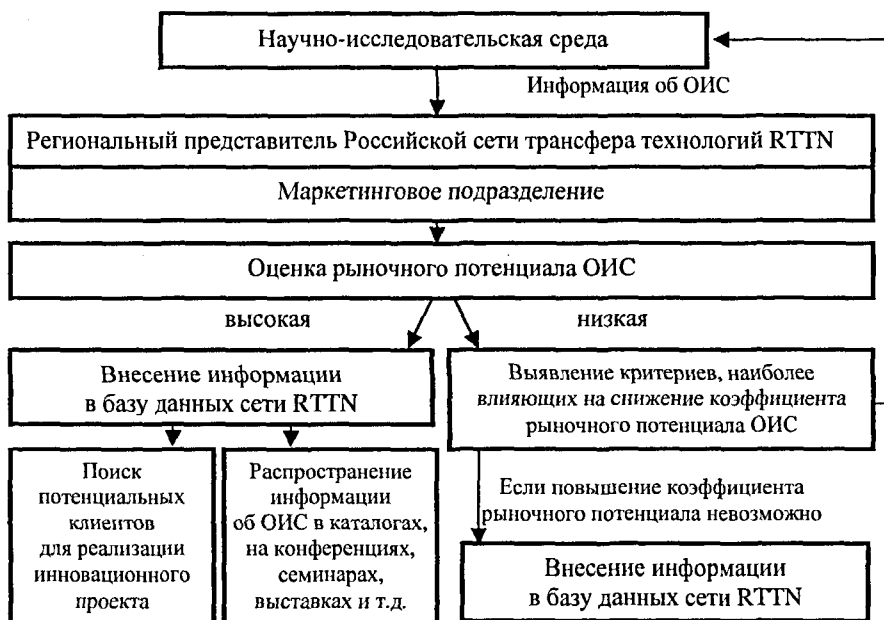 Научно-исследовательская среда
Информация об ОИС
Региональный представитель Российской сети трансфера технологий RTTN
Маркетинговое подразделение
Оценка рыночного потенциала ОИС
высокая
низкая
Внесение информации
в базу данных сети RTTN
Выявление критериев, наиболее
влияющих на снижение коэффициента
рыночного потенциала ОИС
Поиск
потенциальных
клиентов
для реализации
инновационного
проекта
Распространение
информации
об ОИС в каталогах,
на конференциях,
семинарах,
выставках и т.д.
Если повышение коэффициента
рыночного потенциала невозможно
Внесение информации
в базу данных сети RTTN